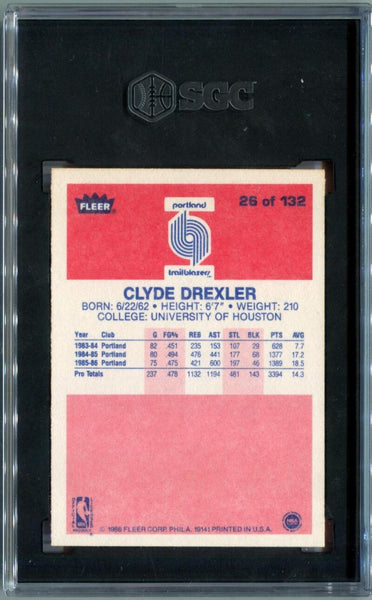 SGC
FLEER
26 of 132
portland
trailblazers
CLYDE DREXLER
BORN: 6/22/62 • HEIGHT: 6'7" • WEIGHT: 210
COLLEGE: UNIVERSITY OF HOUSTON
Year Club G FG% REB AST STL BLK PTS AVG
1983-84 Portland 82 .451 235 153 107 29 628 7.7
1984-85 Portland 80 .494 476 441 177 68 1377 17.2
1985-86 Portland 75 .475 421 600 197 46 1389 18.5
Pro Totals 237 .478 1132 1194 481 143 3394 14.3
© 1986 FLEER CORP. PHILA. 19141 PRINTED IN U.S.A.